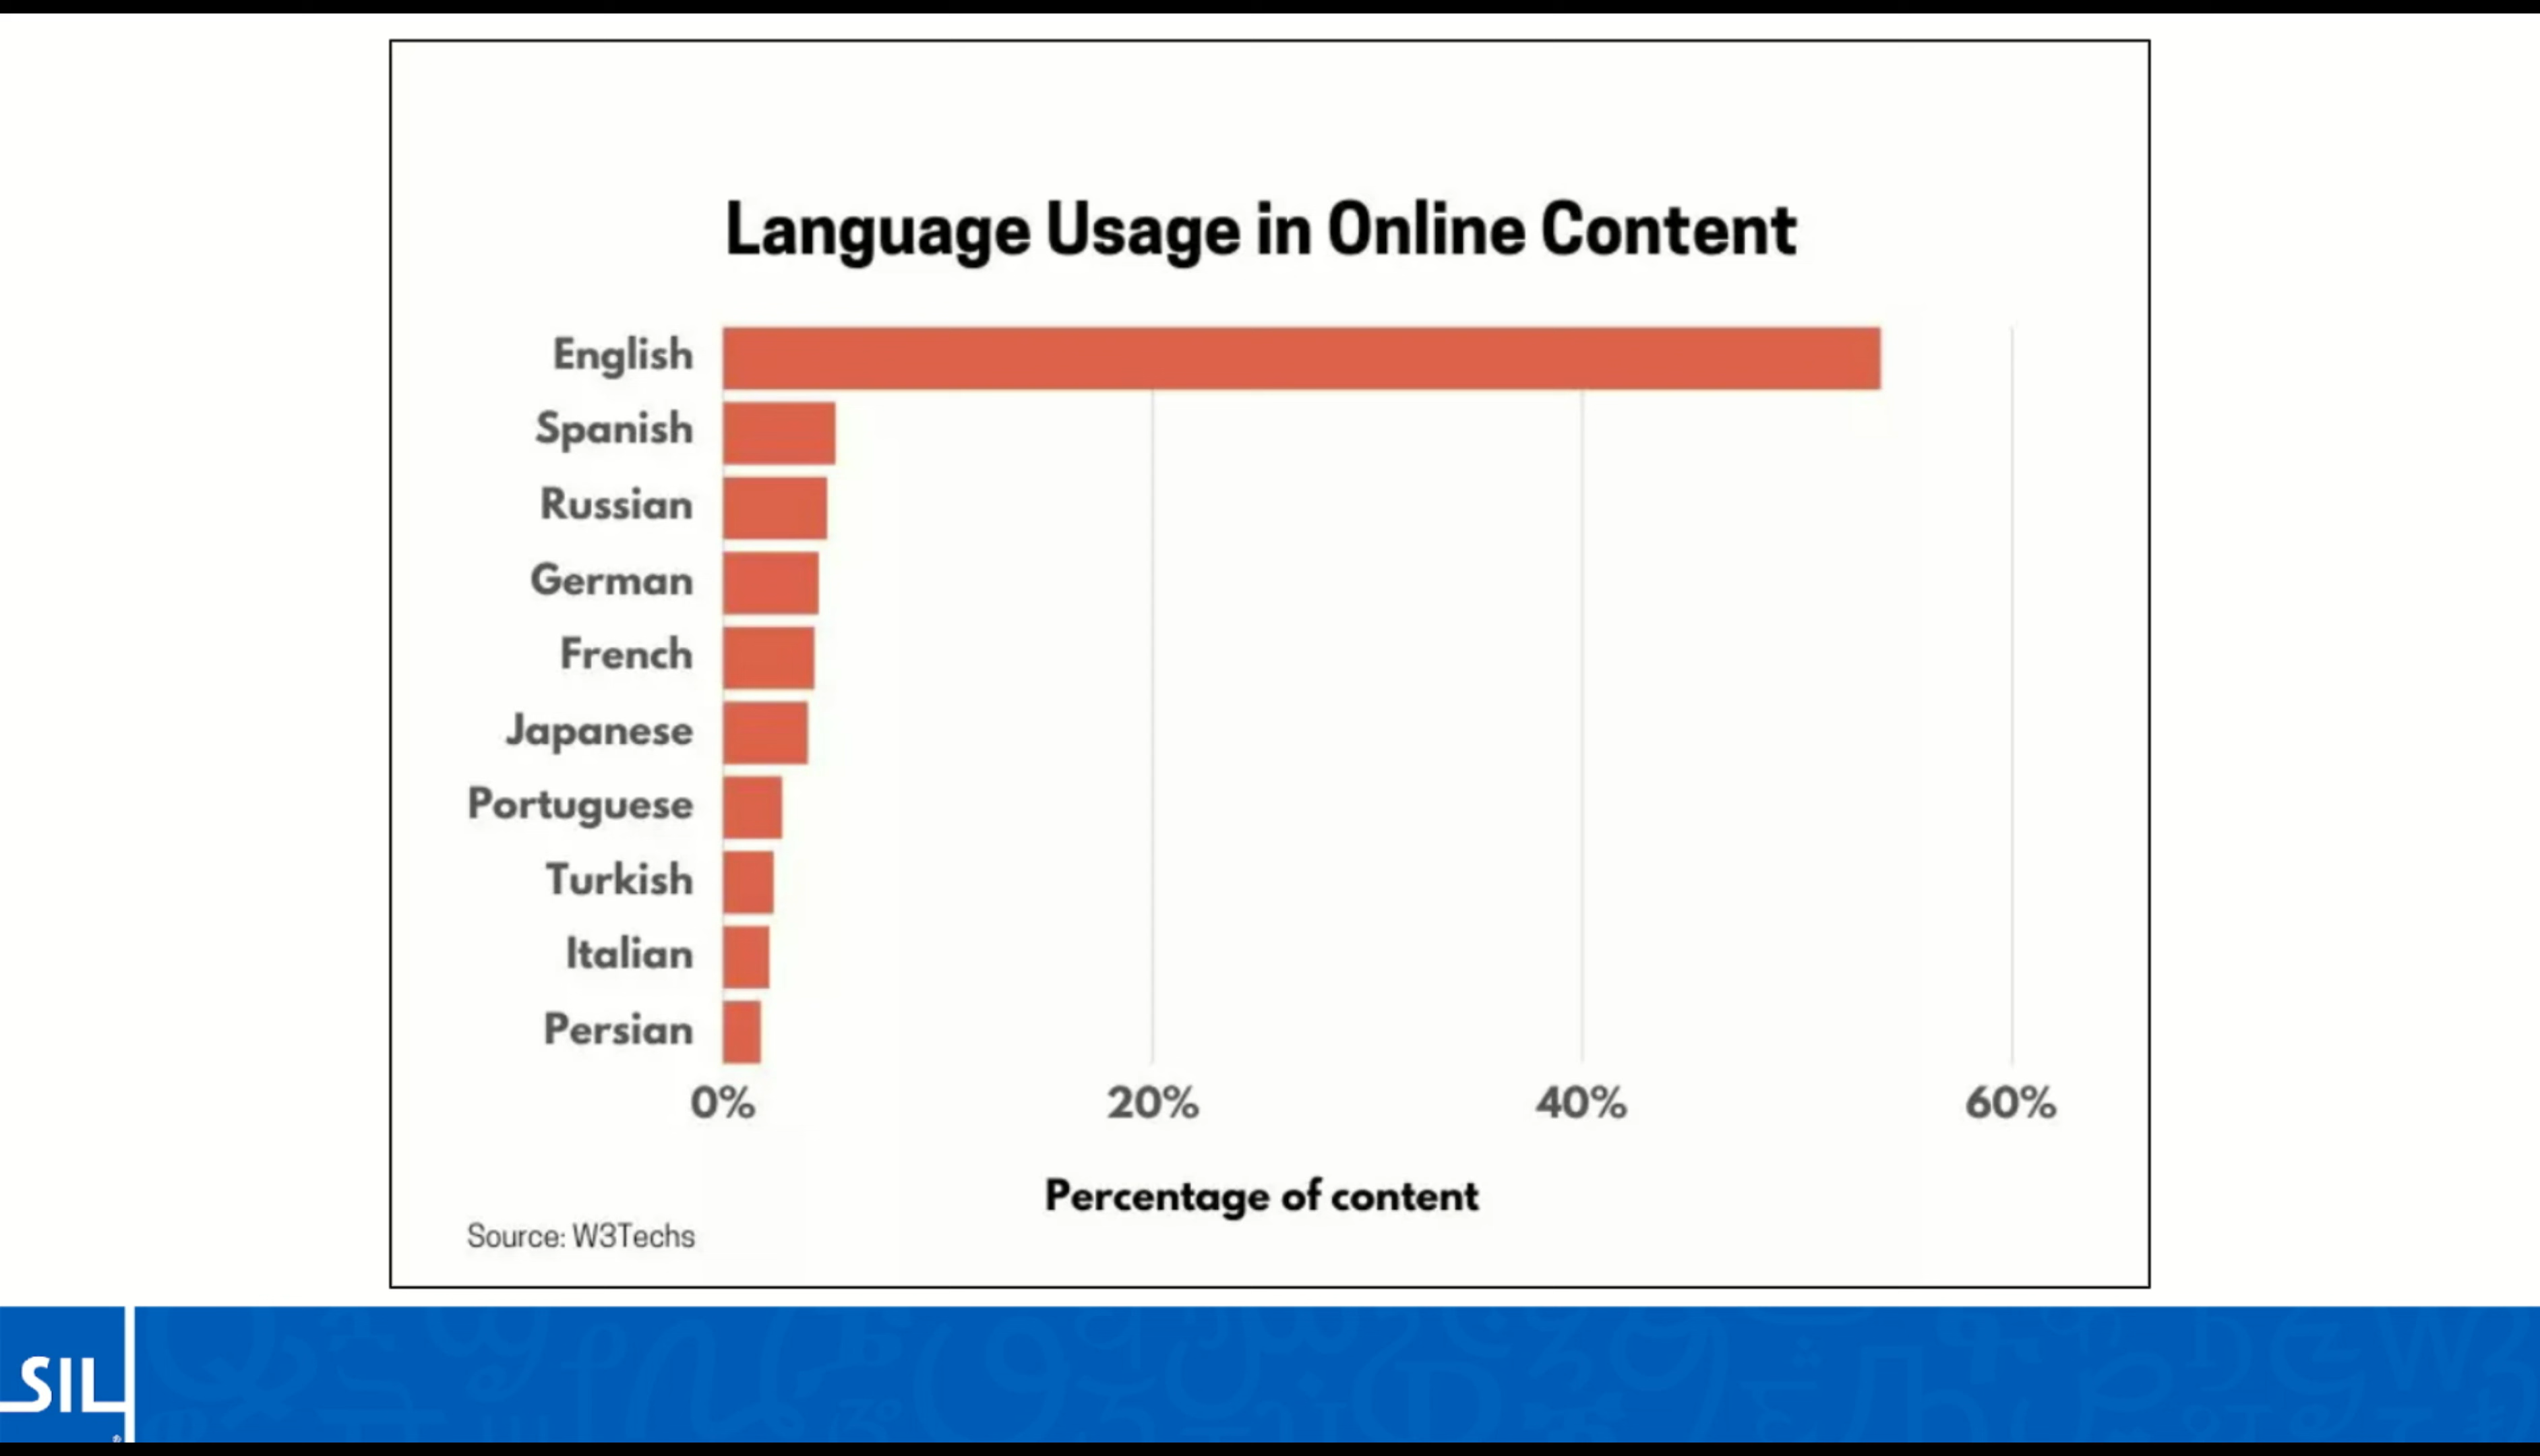 Language Usage in Online Content
English
Spanish
Russian
German
French
Japanese
Portuguese
Turkish
Italian
Persian
0% 20% 40% 60%
Percentage of content
Source: W3Techs
SIL
®